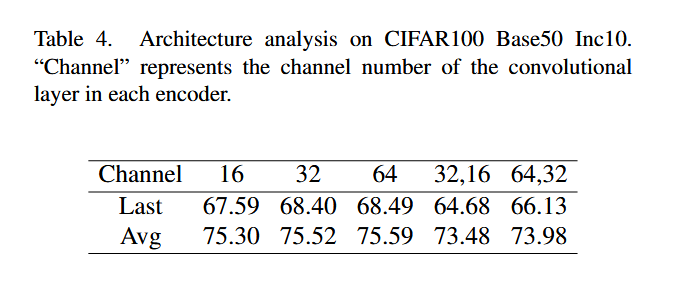 Table 4. Architecture analysis on CIFAR100 Base50 Inc10.
“Channel” represents the channel number of the convolutional
layer in each encoder.
Channel 16 32 64 32,16 64,32
Last 67.59 68.40 68.49 64.68 66.13
Avg 75.30 75.52 75.59 73.48 73.98